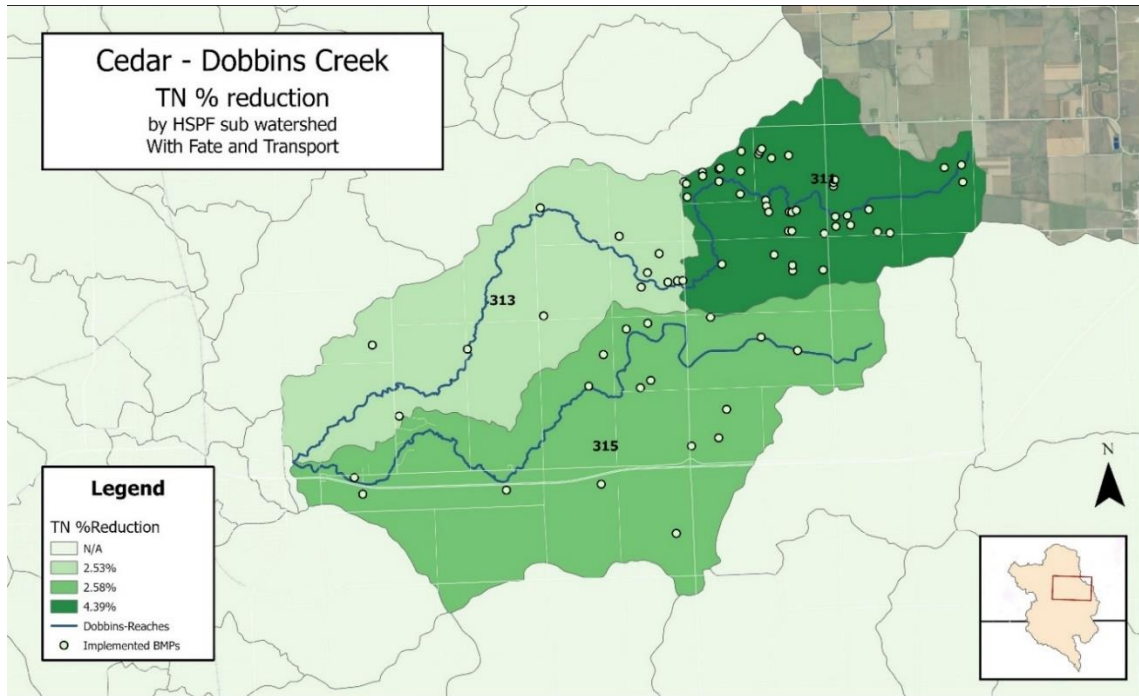 Cedar - Dobbins Creek
TN % reduction
by HSPF sub watershed
With Fate and Transport
311
313
315
N
Legend
TN %Reduction
N/A
2.53%
2.58%
4.39%
Dobbins-Reaches
Implemented BMPs